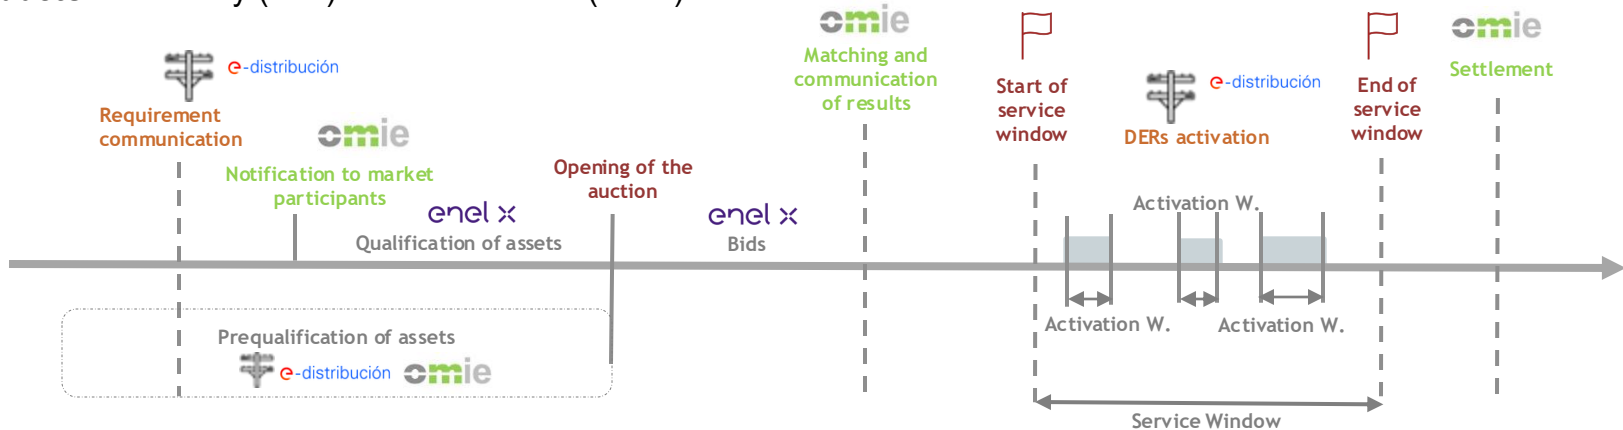 omie
Matching and
communication
of results
Start of
service
window
e-distribución
DERs activation
End of
service
window
omie
Settlement
e-distribución
Requirement
communication
omie
Notification to market
participants
enel x
Qualification of assets
Opening of the
auction
enel x
Bids
Activation W.
Activation W.
Activation W.
Prequalification of assets
e-distribución
omie
Service Window